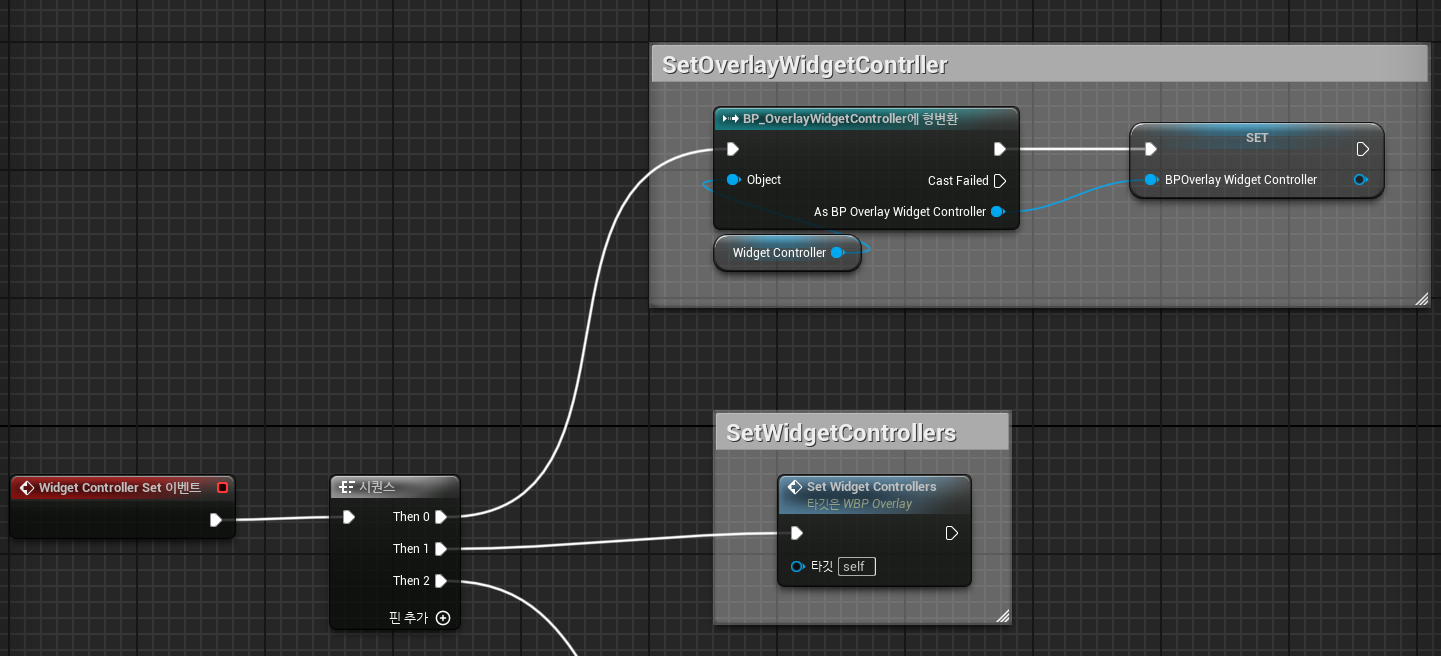 SetOverlayWidgetContrller
BP_OverlayWidgetController에 형변환
Object
Cast Failed
As BP Overlay Widget Controller
Widget Controller
SET
BPOverlay Widget Controller
SetWidgetControllers
Set Widget Controllers
타깃은 WBP Overlay
타깃 self
Widget Controller Set 이벤트
시퀀스
Then 0
Then 1
Then 2
핀 추가